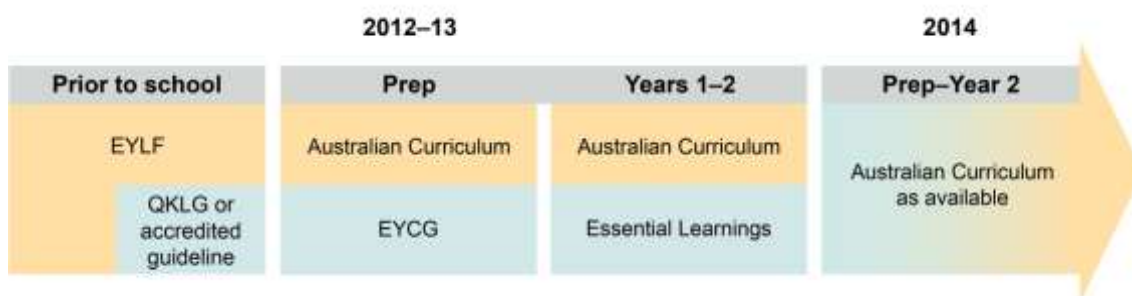 2012–13
2014
Prior to school
Prep
Years 1–2
Prep–Year 2
EYLF
Australian Curriculum
Australian Curriculum
Australian Curriculum
as available
QKLG or
accredited
guideline
EYCG
Essential Learnings